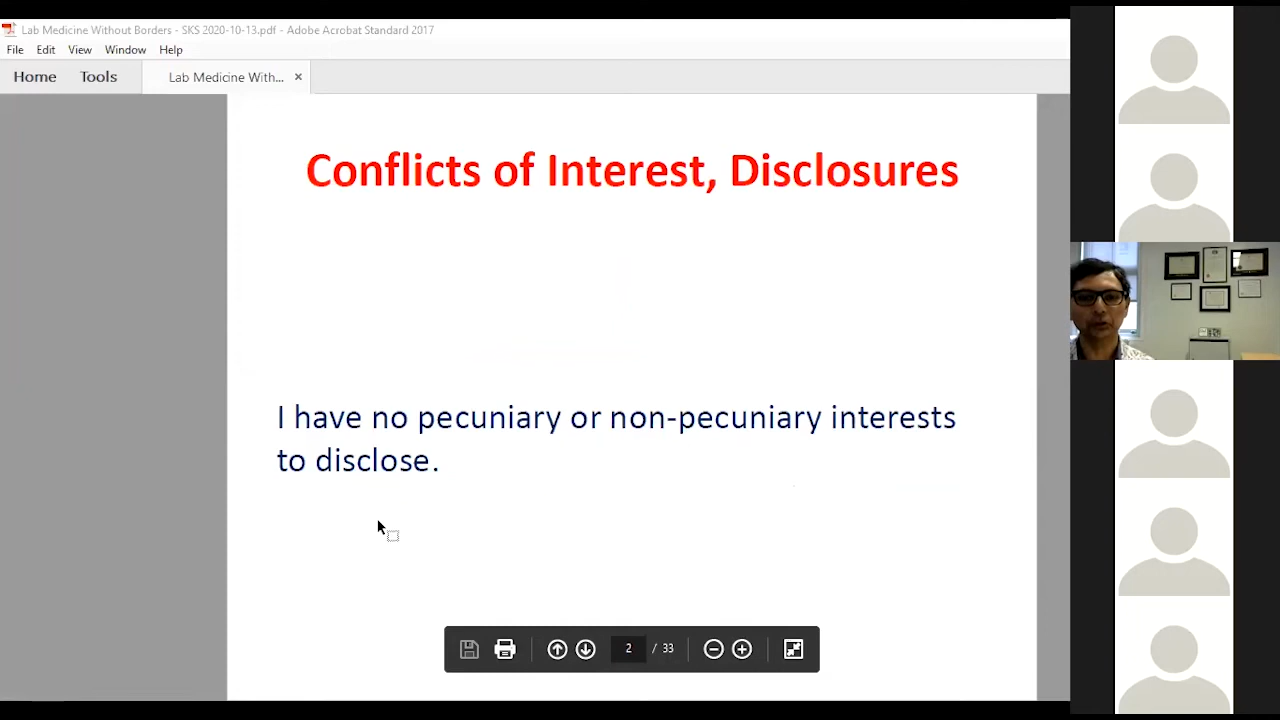 Lab Medicine Without Borders - SKS 2020-10-13.pdf - Adobe Acrobat Standard 2017
File Edit View Window Help
Home Tools Lab Medicine With... ×
Conflicts of Interest, Disclosures
I have no pecuniary or non-pecuniary interests
to disclose.
2 / 33